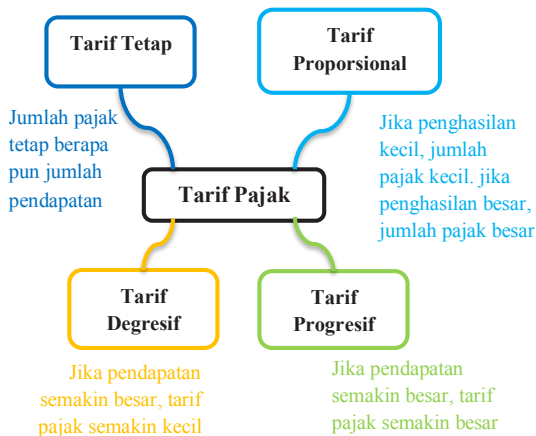 Tarif Tetap
Jumlah pajak
tetap berapa
pun jumlah
pendapatan
Tarif
Proporsional
Jika penghasilan
kecil, jumlah
pajak kecil. jika
penghasilan besar,
jumlah pajak besar
Tarif Pajak
Tarif
Degresif
Jika pendapatan
semakin besar, tarif
pajak semakin kecil
Tarif
Progresif
Jika pendapatan
semakin besar, tarif
pajak semakin besar